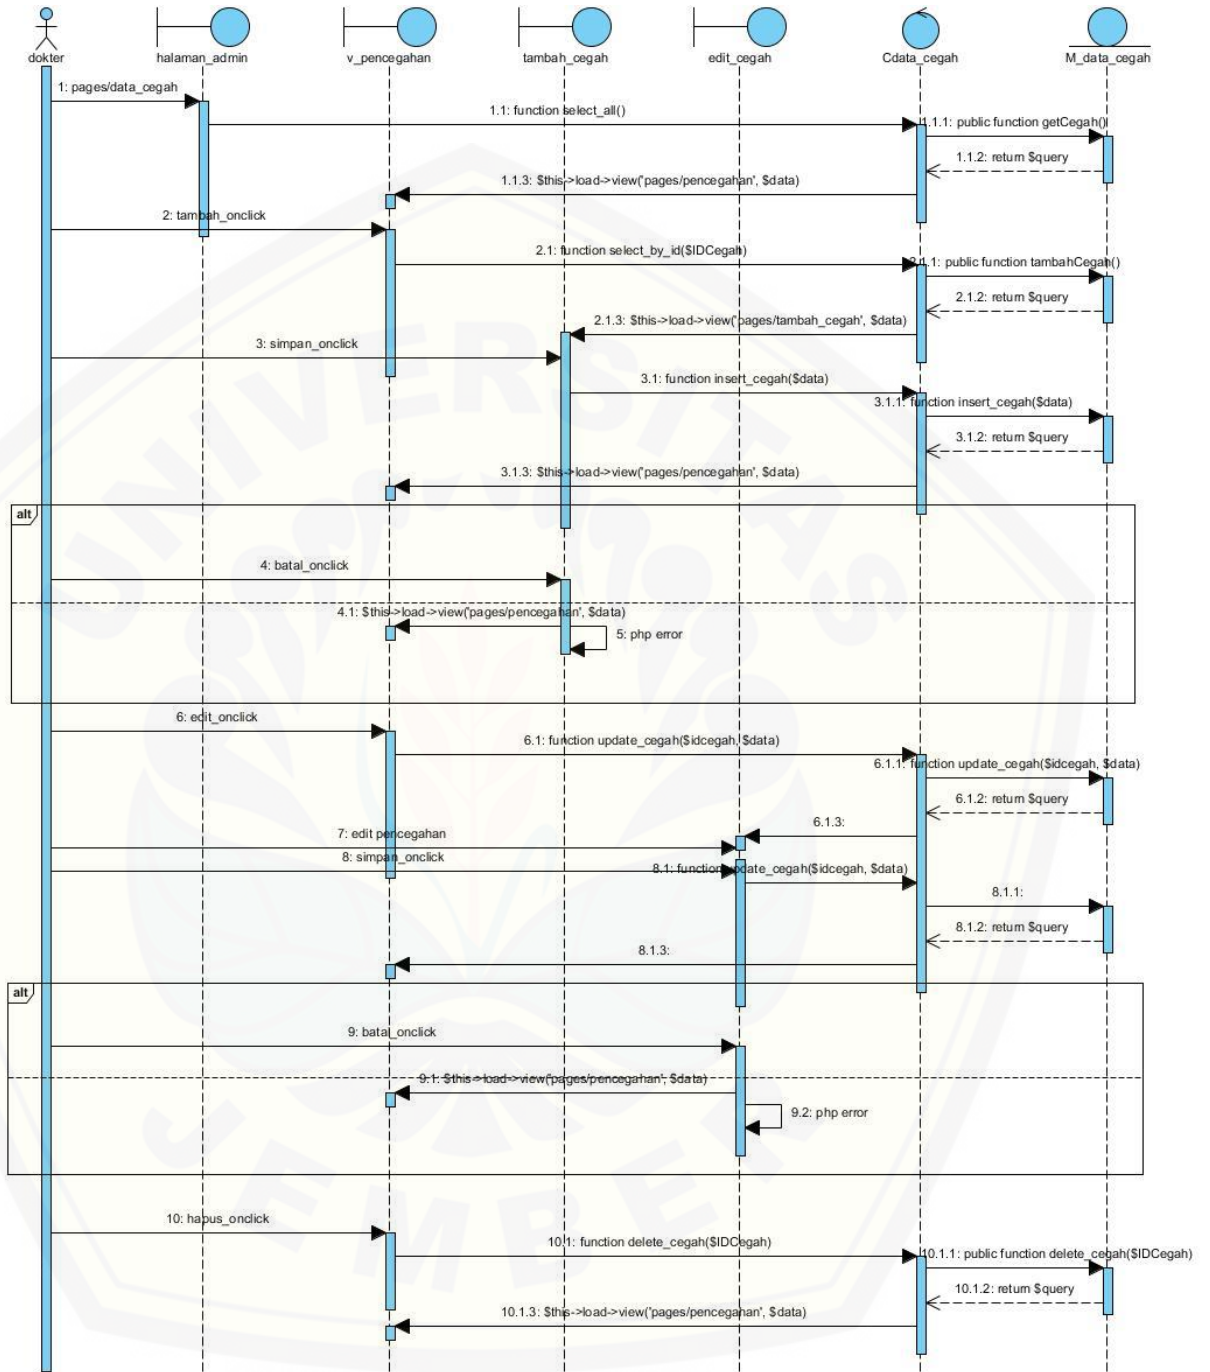 dokter
halaman_admin
v_pencegahan
tambah_cegah
edit_cegah
Cdata_cegah
M_data_cegah
1: pages/data_cegah
1.1: function select_all()
1.1.1: public function getCegah()
1.1.2: return $query
1.1.3: $this->load->view('pages/pencegahan', $data)
2: tambah_onclick
2.1: function select_by_id($IDCegah)
2.1.1: public function tambahCegah()
2.1.2: return $query
2.1.3: $this->load->view('pages/tambah_cegah', $data)
3: simpan_onclick
3.1: function insert_cegah($data)
3.1.1: function insert_cegah($data)
3.1.2: return $query
3.1.3: $this->load->view('pages/pencegahan', $data)
alt
4: batal_onclick
4.1: $this->load->view('pages/pencegahan', $data)
5: php error
6: edit_onclick
6.1: function update_cegah($idcegah, $data)
6.1.1: function update_cegah($idcegah, $data)
6.1.2: return $query
6.1.3:
7: edit pencegahan
8: simpan_onclick
8.1: function update_cegah($idcegah, $data)
8.1.1:
8.1.2: return $query
8.1.3:
alt
9: batal_onclick
9.1: $this->load->view('pages/pencegahan', $data)
9.2: php error
10: hapus_onclick
10.1: function delete_cegah($IDCegah)
10.1.1: public function delete_cegah($IDCegah)
10.1.2: return $query
10.1.3: $this->load->view('pages/pencegahan', $data)
UNIVERSITAS
JEMBER